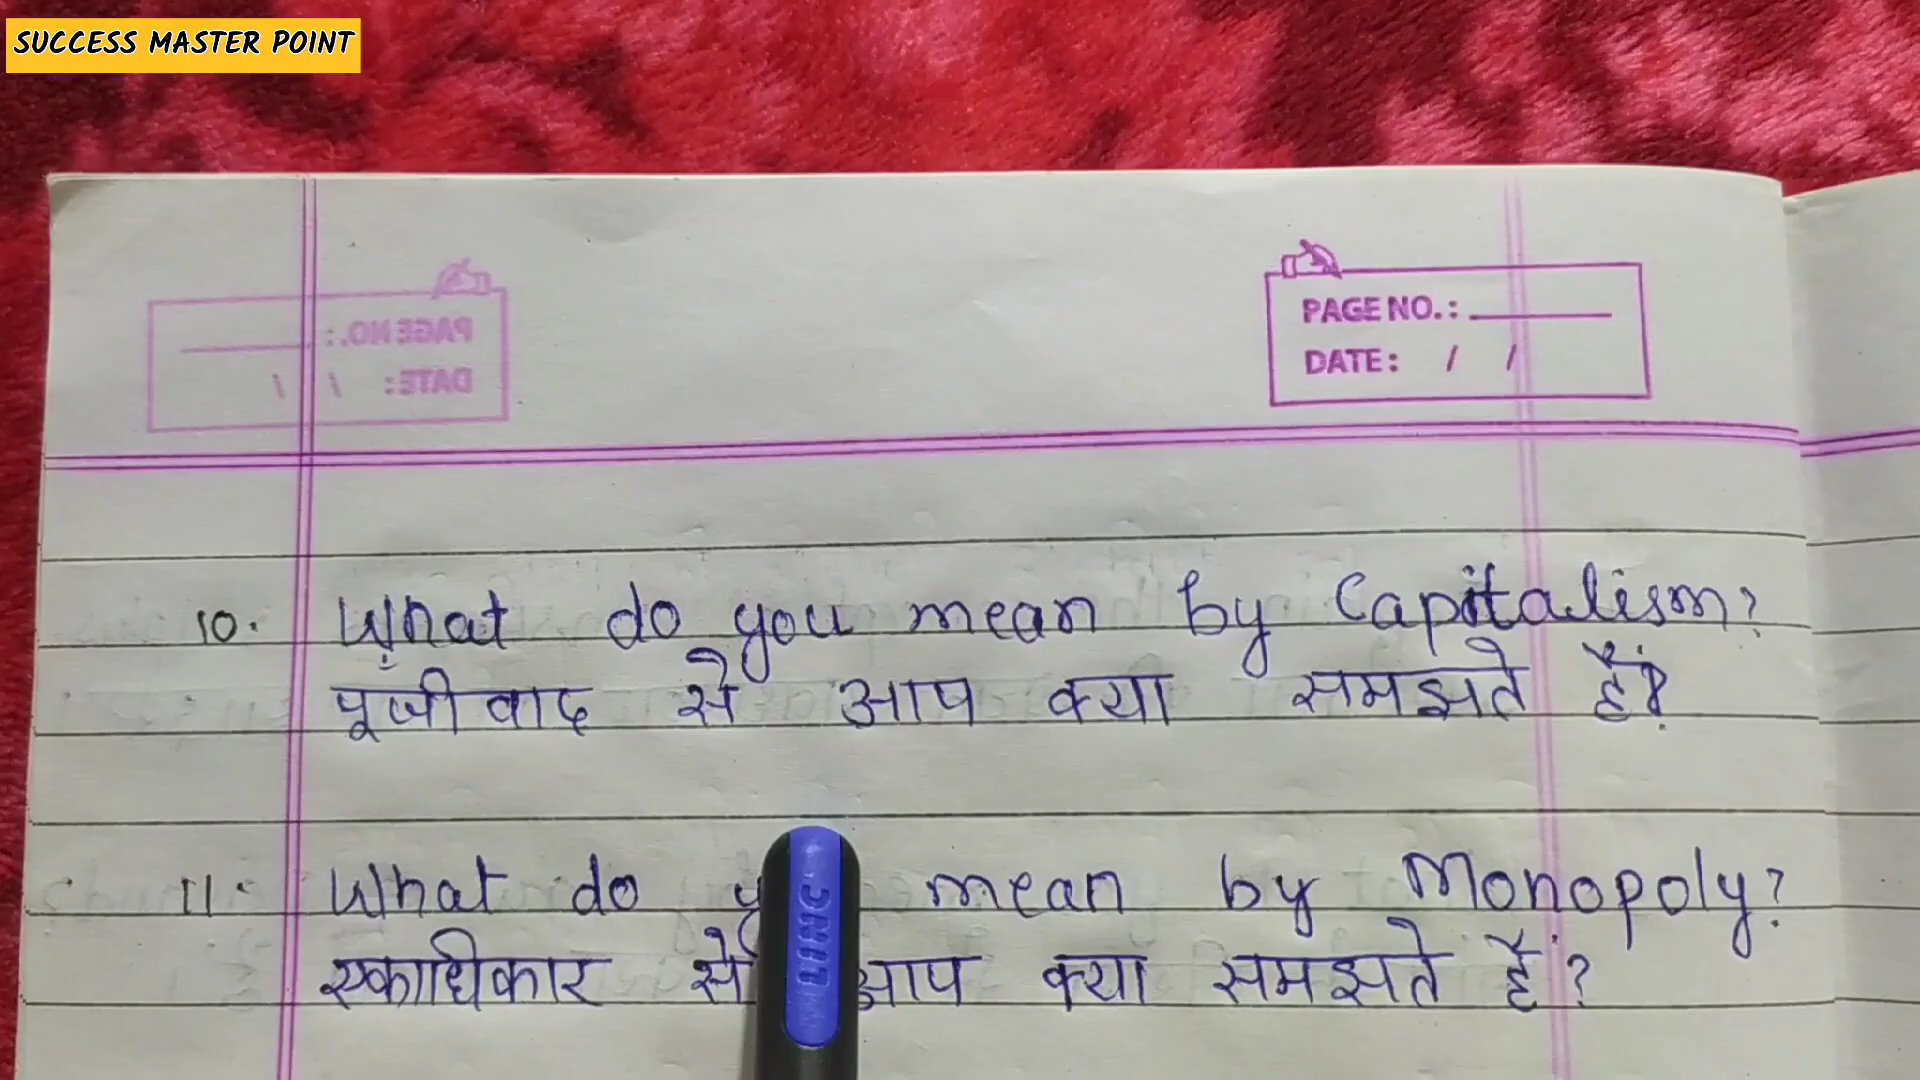 SUCCESS MASTER POINT
PAGE NO.:
DATE: / /
10. What do you mean by Capitalism?
पूंजीवाद से आप क्या समझते हैं?
11. What do mean by Monopoly?
एकाधिकार से आप क्या समझते हैं?